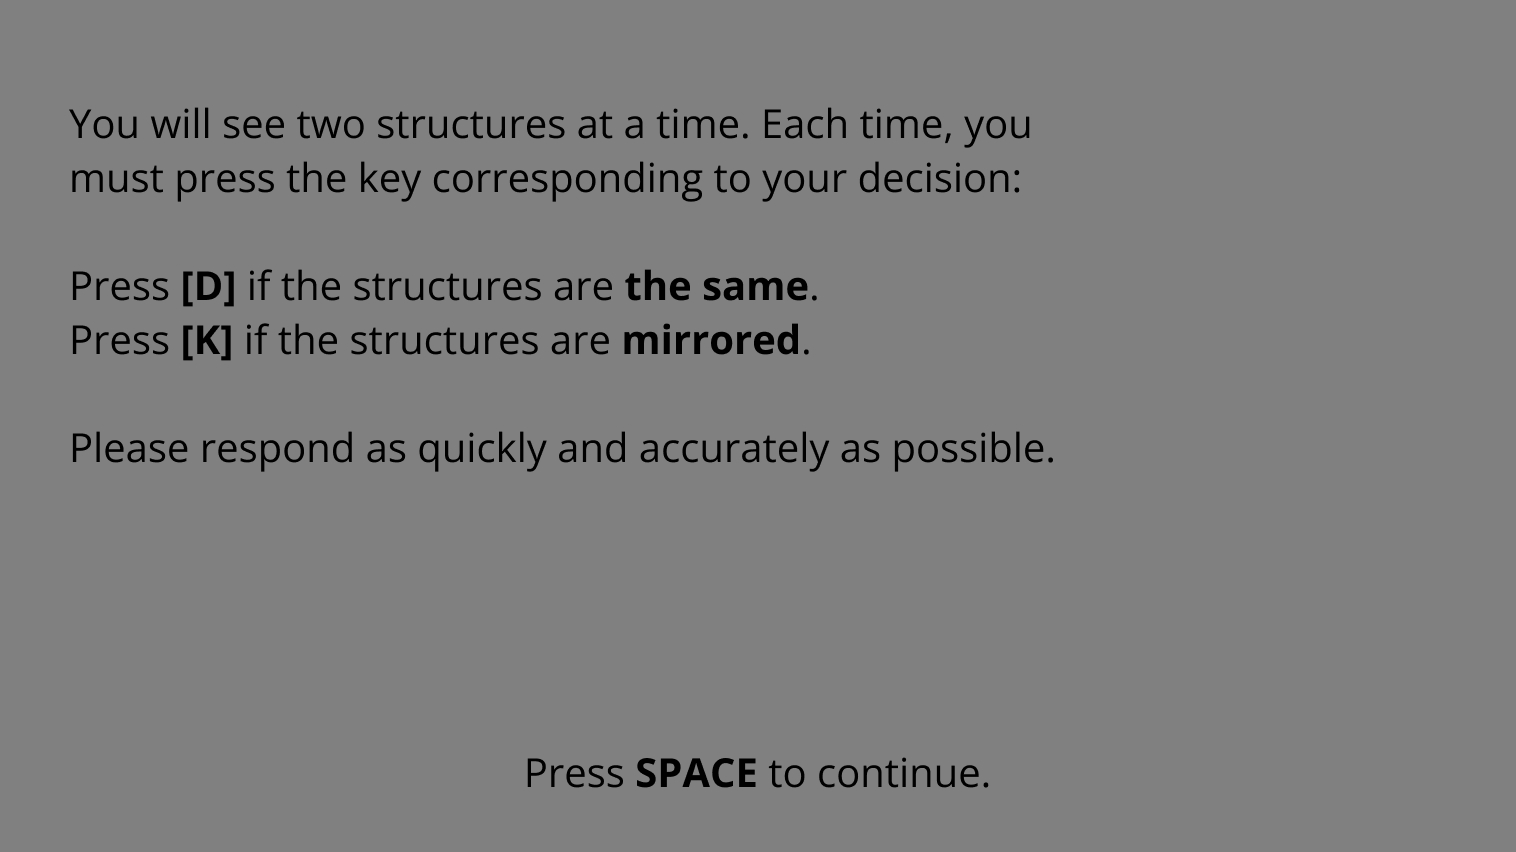 You will see two structures at a time. Each time, you
must press the key corresponding to your decision:
Press [D] if the structures are the same.
Press [K] if the structures are mirrored.
Please respond as quickly and accurately as possible.
Press SPACE to continue.